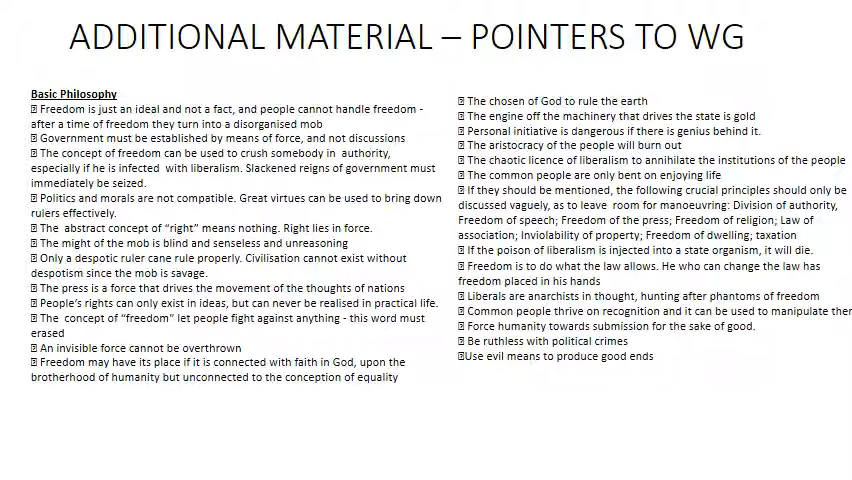 ADDITIONAL MATERIAL – POINTERS TO WG
Basic Philosophy
Freedom is just an ideal and not a fact, and people cannot handle freedom -
after a time of freedom they turn into a disorganised mob
Government must be established by means of force, and not discussions
The concept of freedom can be used to crush somebody in authority,
especially if he is infected with liberalism. Slackened reigns of government must
immediately be seized.
Politics and morals are not compatible. Great virtues can be used to bring down
rulers effectively.
The abstract concept of “right” means nothing. Right lies in force.
The might of the mob is blind and senseless and unreasoning
Only a despotic ruler cane rule properly. Civilisation cannot exist without
despotism since the mob is savage.
The press is a force that drives the movement of the thoughts of nations
People’s rights can only exist in ideas, but can never be realised in practical life.
The concept of “freedom” let people fight against anything - this word must
erased
An invisible force cannot be overthrown
Freedom may have its place if it is connected with faith in God, upon the
brotherhood of humanity but unconnected to the conception of equality
The chosen of God to rule the earth
The engine off the machinery that drives the state is gold
Personal initiative is dangerous if there is genius behind it.
The aristocracy of the people will burn out
The chaotic licence of liberalism to annihilate the institutions of the people
The common people are only bent on enjoying life
If they should be mentioned, the following crucial principles should only be
discussed vaguely, as to leave room for manoeuvring: Division of authority,
Freedom of speech; Freedom of the press; Freedom of religion; Law of
association; Inviolability of property; Freedom of dwelling; taxation
If the poison of liberalism is injected into a state organism, it will die.
Freedom is to do what the law allows. He who can change the law has
freedom placed in his hands
Liberals are anarchists in thought, hunting after phantoms of freedom
Common people thrive on recognition and it can be used to manipulate ther
Force humanity towards submission for the sake of good.
Be ruthless with political crimes
Use evil means to produce good ends